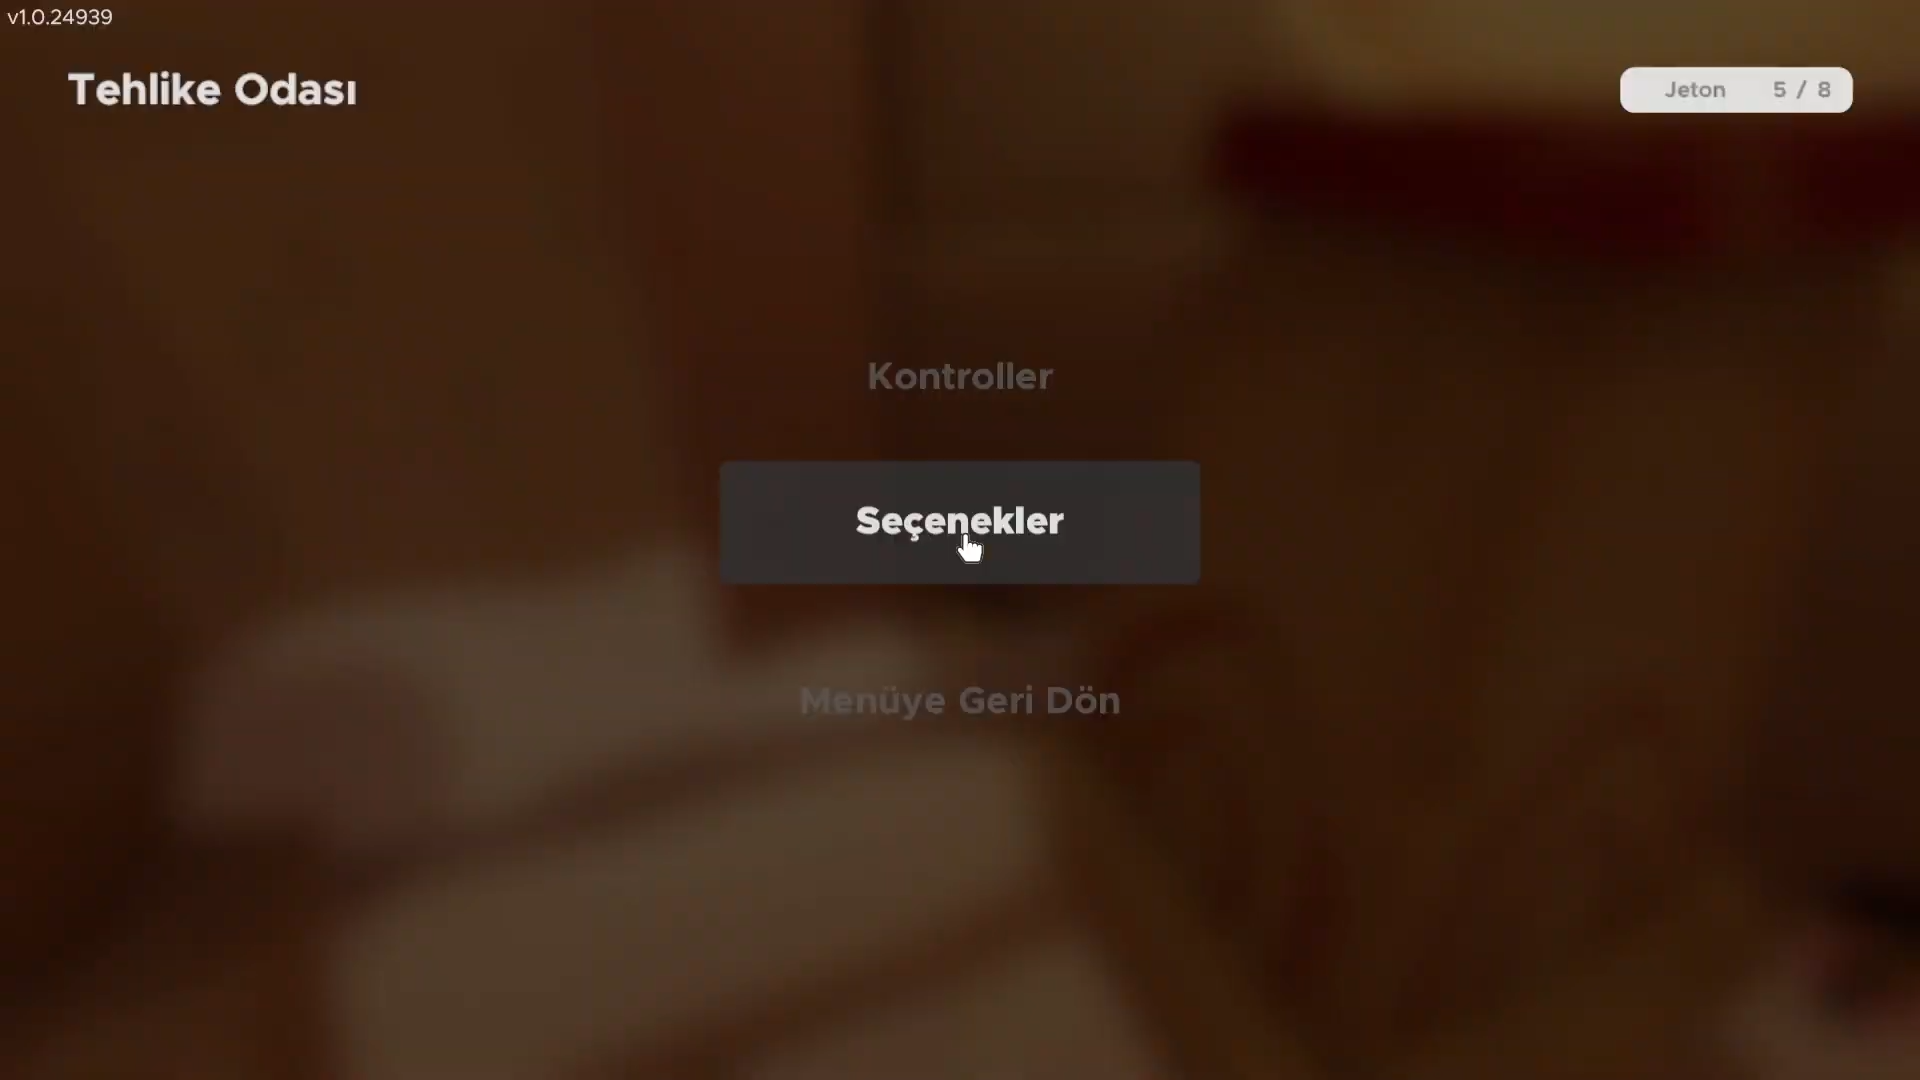 v1.0.24939
Tehlike Odası
Jeton 5 / 8
Kontroller
Seçenekler
Menüye Geri Dön